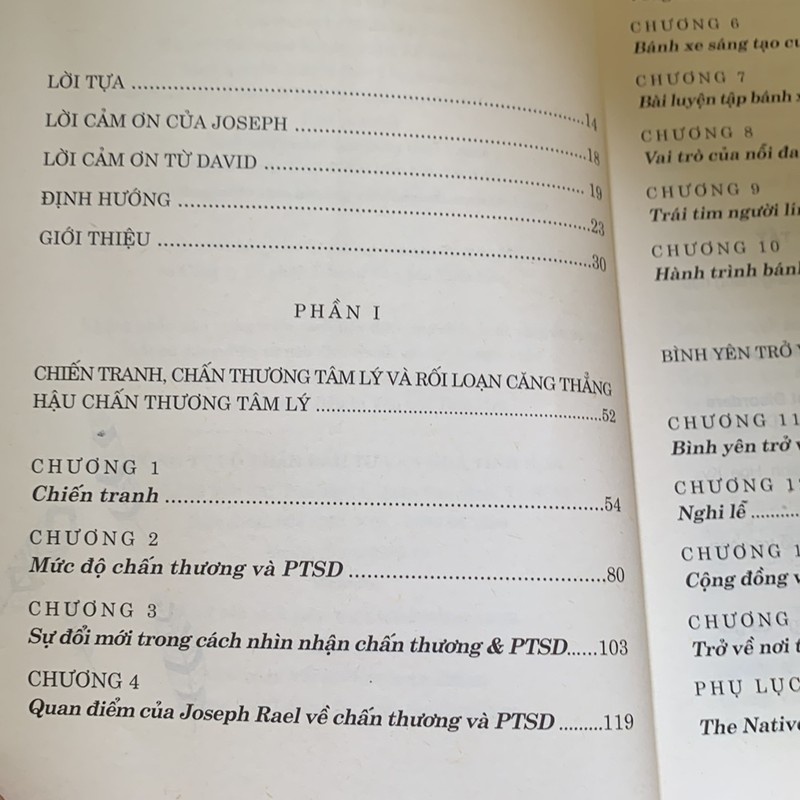 LỜI TỰA ........................................14
LỜI CẢM ƠN CỦA JOSEPH ........................................18
LỜI CẢM ƠN TỪ DAVID ........................................ 19
ĐỊNH HƯỚNG ........................................23
GIỚI THIỆU ........................................30
PHẦN I
CHIẾN TRANH, CHẤN THƯƠNG TÂM LÝ VÀ RỐI LOẠN CĂNG THẲNG
HẬU CHẤN THƯƠNG TÂM LÝ ........................................52
CHƯƠNG 1
Chiến tranh ........................................54
CHƯƠNG 2
Mức độ chấn thương và PTSD ........................................80
CHƯƠNG 3
Sự đổi mới trong cách nhìn nhận chấn thương & PTSD......103
CHƯƠNG 4
Quan điểm của Joseph Rael về chấn thương và PTSD .........119
CHƯƠNG 6
Bánh xe sáng tạo
CHƯƠNG 7
Bài luyện tập bánh
CHƯƠNG 8
Vai trò của nỗi
CHƯƠNG 9
Trái tim người
CHƯƠNG 10
Hành trình
BÌNH YÊN TRỞ
CHƯƠNG 11
Bình yên trở
CHƯƠNG
Nghi lễ ..........
CHƯƠNG
Cộng đồng
CHƯƠNG
Trở về nơi
PHỤ LỤC
The